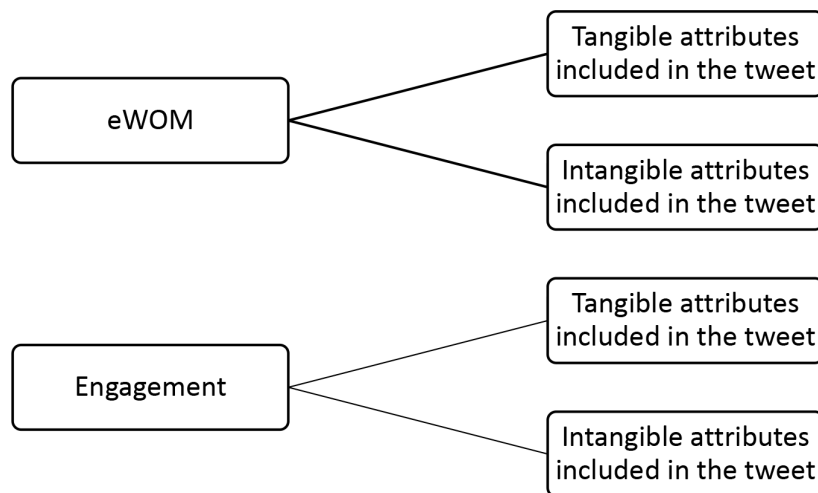 Tangible attributes
included in the tweet
eWOM
Intangible attributes
included in the tweet
Tangible attributes
included in the tweet
Engagement
Intangible attributes
included in the tweet